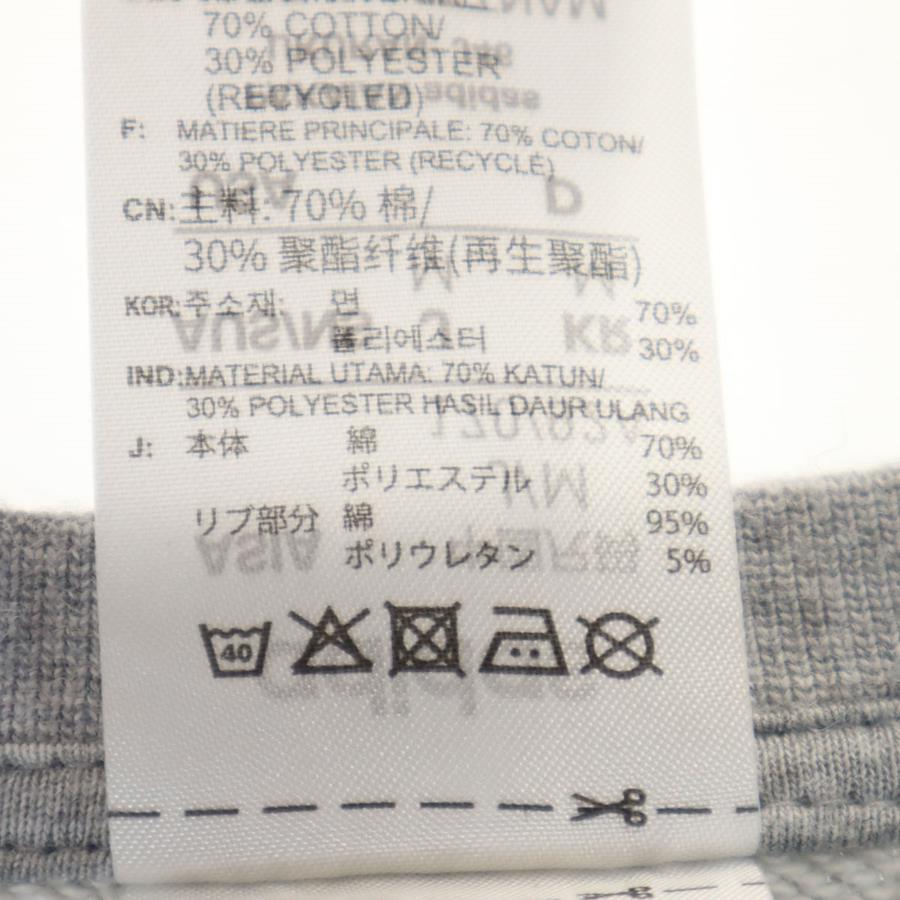 70% COTTON/
30% POLYESTER
(RECYCLED)
F: MATIERE PRINCIPALE: 70% COTON/
30% POLYESTER (RECYCLÉ)
CN: 主料: 70% 棉/
30% 聚酯纤维(再生聚酯)
KOR: 주소재: 면 70%
폴리에스터 30%
IND: MATERIAL UTAMA: 70% KATUN/
30% POLYESTER HASIL DAUR ULANG
J: 本体 綿 70%
ポリエステル 30%
リブ部分 綿 95%
ポリウレタン 5%
40